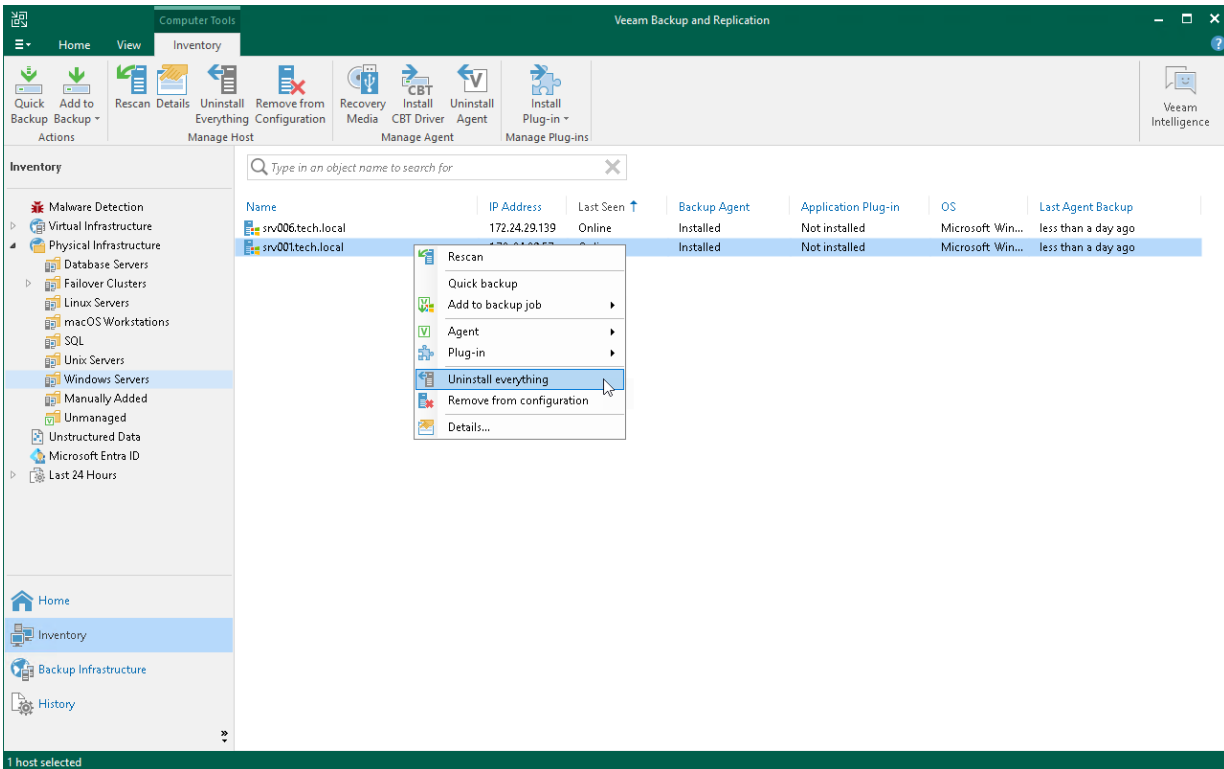 Computer Tools
Veeam Backup and Replication
Home View Inventory
Quick Backup
Add to Backup
Rescan
Details
Uninstall Everything
Remove from Configuration
Recovery Media
CBT
Install CBT Driver
Uninstall Agent
Install Plug-in
Veeam Intelligence
Actions
Manage Host
Manage Agent
Manage Plug-ins
Inventory
Type in an object name to search for
Malware Detection
Virtual Infrastructure
Physical Infrastructure
Database Servers
Failover Clusters
Linux Servers
macOS Workstations
SQL
Unix Servers
Windows Servers
Manually Added
Unmanaged
Unstructured Data
Microsoft Entra ID
Last 24 Hours
Home
Inventory
Backup Infrastructure
History
Name IP Address Last Seen Backup Agent Application Plug-in OS Last Agent Backup
srv006.tech.local 172.24.29.139 Online Installed Not installed Microsoft Win... less than a day ago
srv001.tech.local Installed Not installed Microsoft Win... less than a day ago
Rescan
Quick backup
Add to backup job
Agent
Plug-in
Uninstall everything
Remove from configuration
Details...
1 host selected